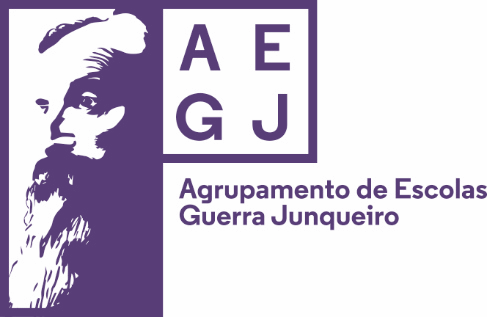 A E
G J
Agrupamento de Escolas
Guerra Junqueiro